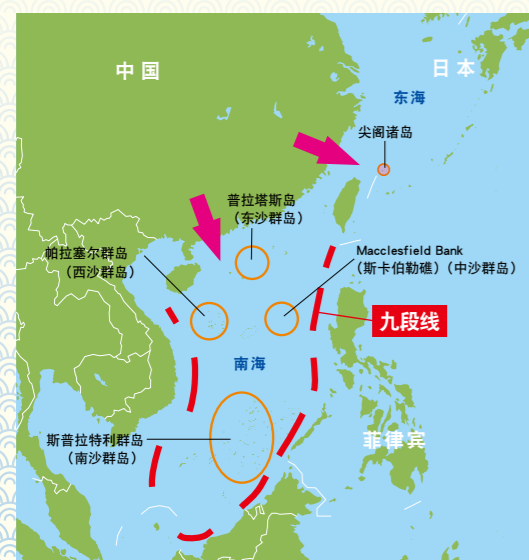 中国
日本
东海
尖阁诸岛
普拉塔斯岛
（东沙群岛）
帕拉塞尔群岛
（西沙群岛）
Macclesfield Bank
（斯卡伯勒礁）（中沙群岛）
九段线
南海
斯普拉特利群岛
（南沙群岛）
菲律宾